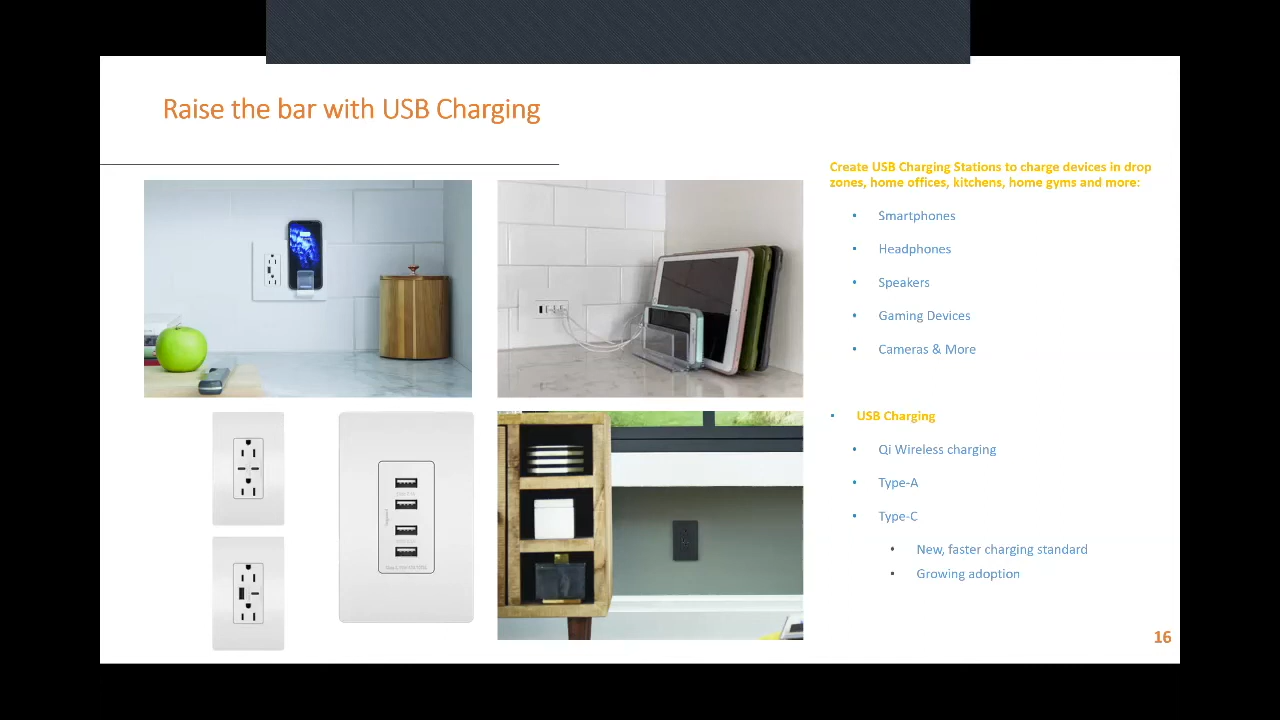 Raise the bar with USB Charging
Create USB Charging Stations to charge devices in drop
zones, home offices, kitchens, home gyms and more:
• Smartphones
• Headphones
• Speakers
• Gaming Devices
• Cameras & More
• USB Charging
• Qi Wireless charging
• Type-A
• Type-C
• New, faster charging standard
• Growing adoption
16